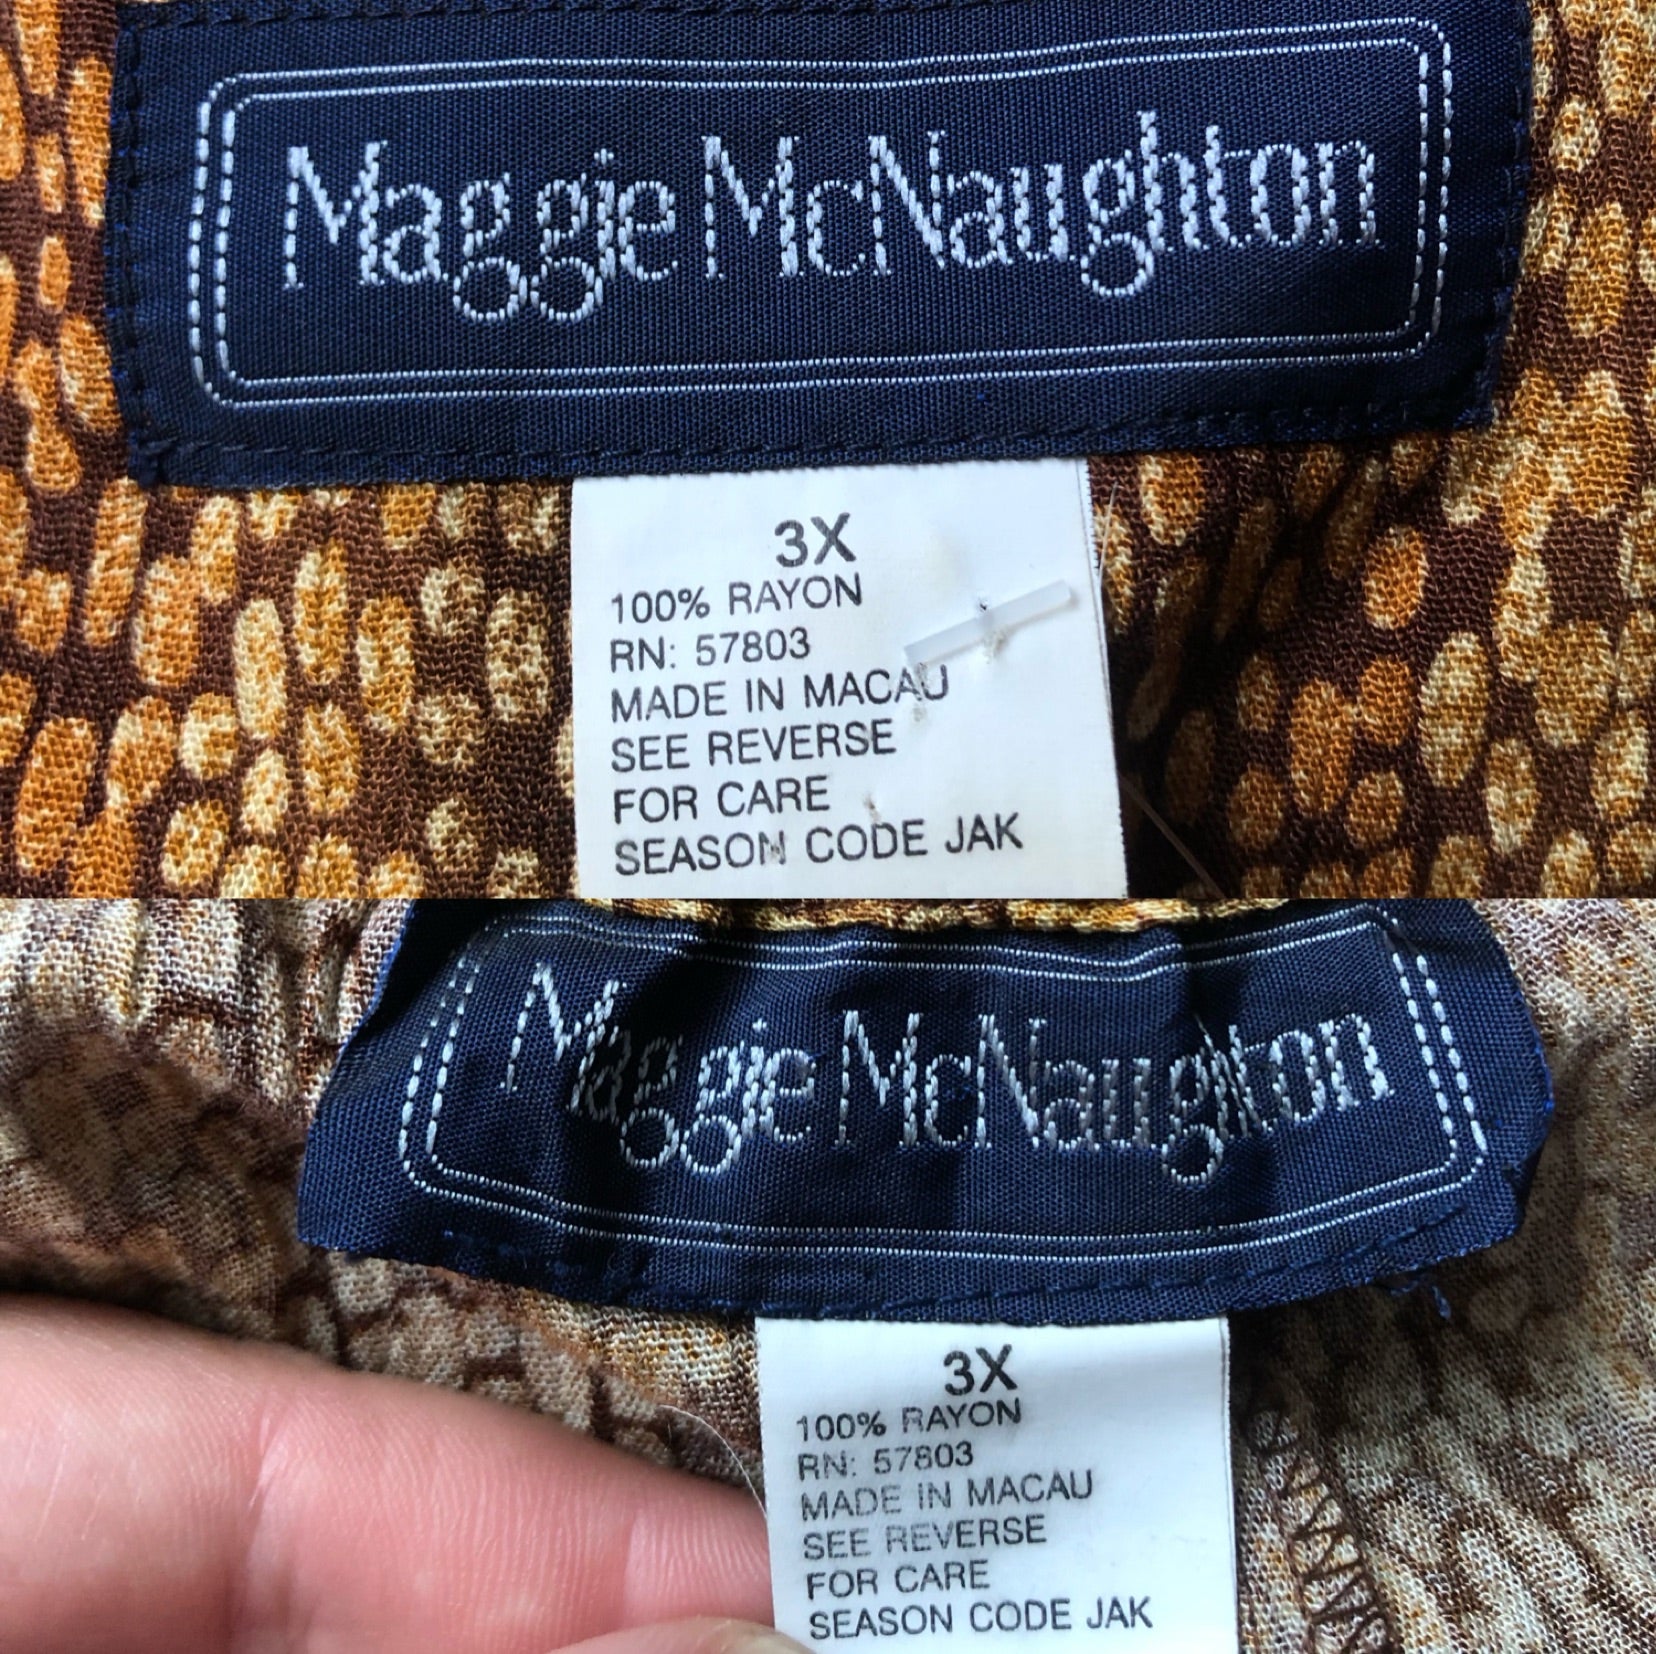 Maggie McNaughton
3X
100% RAYON
RN: 57803
MADE IN MACAU
SEE REVERSE
FOR CARE
SEASON CODE JAK
Maggie McNaughton
3X
100% RAYON
RN: 57803
MADE IN MACAU
SEE REVERSE
FOR CARE
SEASON CODE JAK